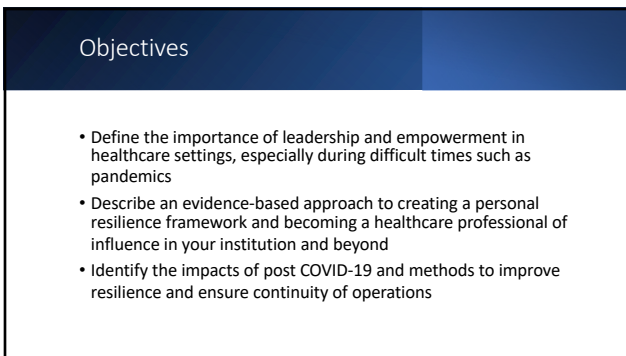 Objectives
• Define the importance of leadership and empowerment in
healthcare settings, especially during difficult times such as
pandemics
• Describe an evidence-based approach to creating a personal
resilience framework and becoming a healthcare professional of
influence in your institution and beyond
• Identify the impacts of post COVID-19 and methods to improve
resilience and ensure continuity of operations